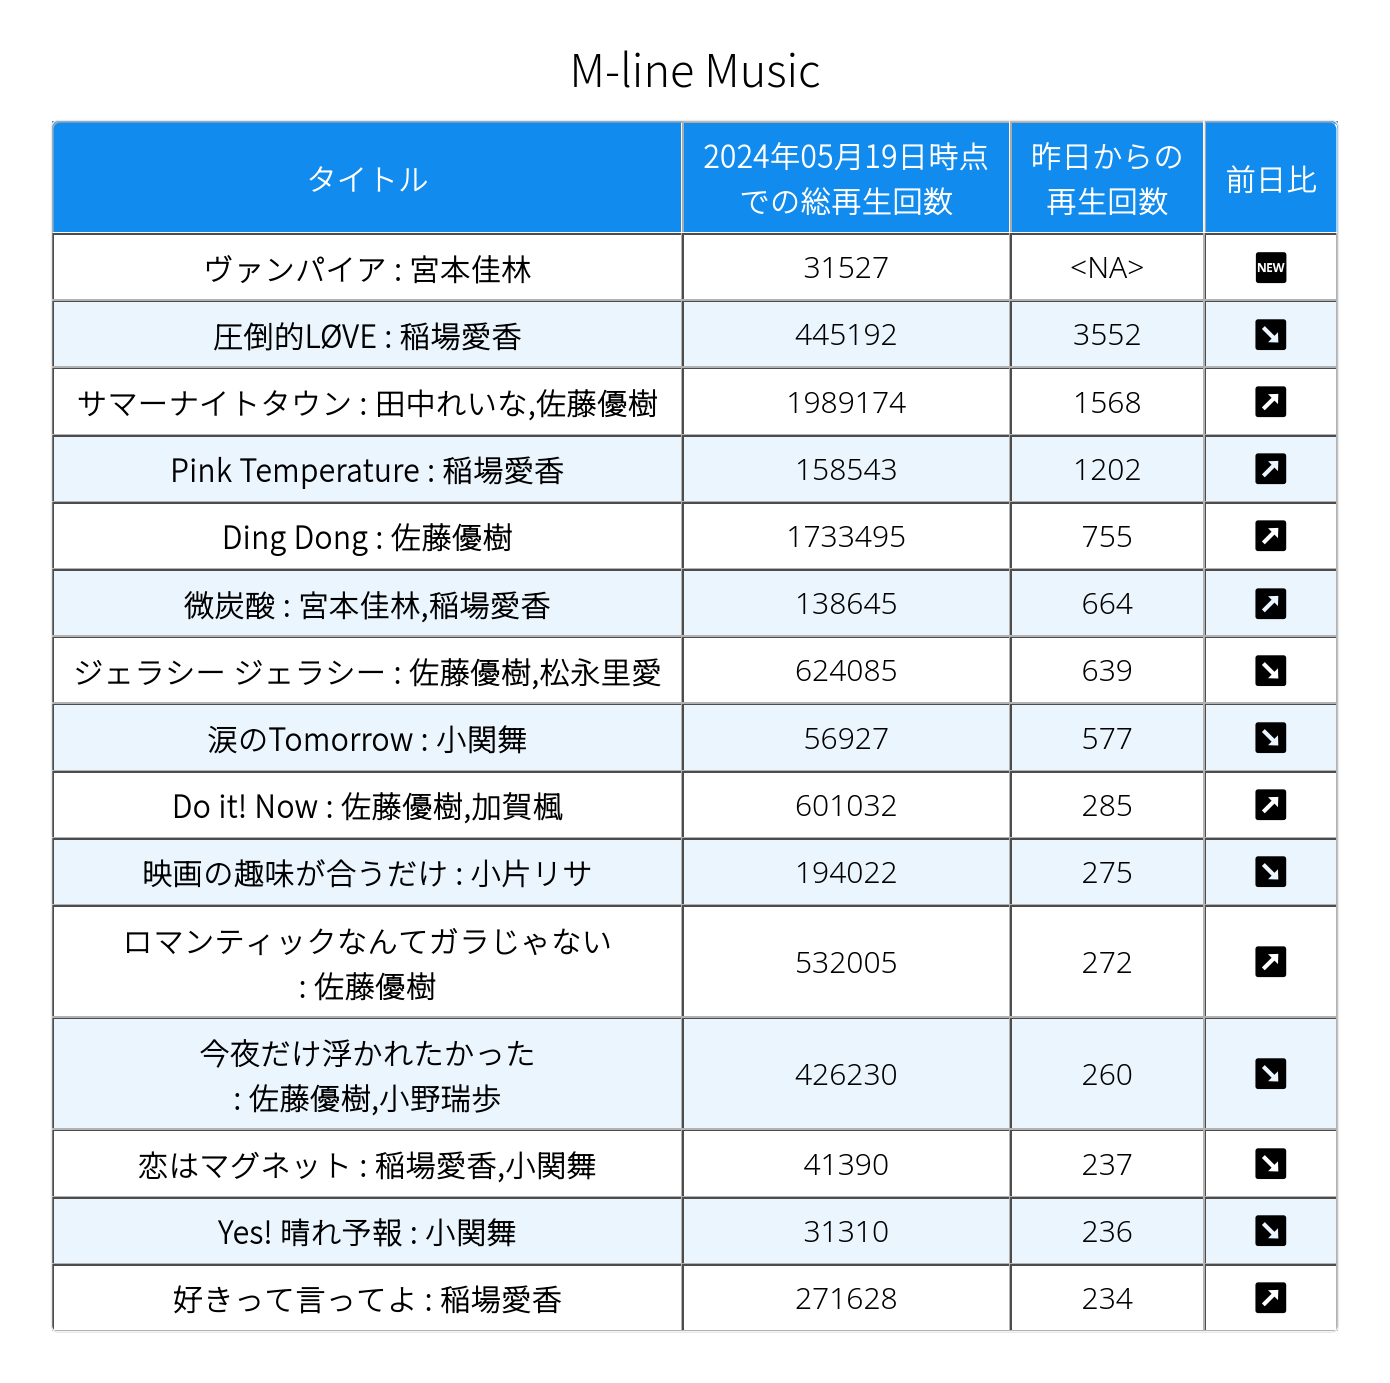 M-line Music
タイトル 2024年05月19日時点での総再生回数 昨日からの再生回数 前日比
ヴァンパイア : 宮本佳林 31527 <NA> NEW
圧倒的LØVE : 稲場愛香 445192 3552
サマーナイトタウン : 田中れいな,佐藤優樹 1989174 1568
Pink Temperature : 稲場愛香 158543 1202
Ding Dong : 佐藤優樹 1733495 755
微炭酸 : 宮本佳林,稲場愛香 138645 664
ジェラシー ジェラシー : 佐藤優樹,松永里愛 624085 639
涙のTomorrow : 小関舞 56927 577
Do it! Now : 佐藤優樹,加賀楓 601032 285
映画の趣味が合うだけ : 小片リサ 194022 275
ロマンティックなんてガラじゃない
: 佐藤優樹 532005 272
今夜だけ浮かれたかった
: 佐藤優樹,小野瑞歩 426230 260
恋はマグネット : 稲場愛香,小関舞 41390 237
Yes! 晴れ予報 : 小関舞 31310 236
好きって言ってよ : 稲場愛香 271628 234